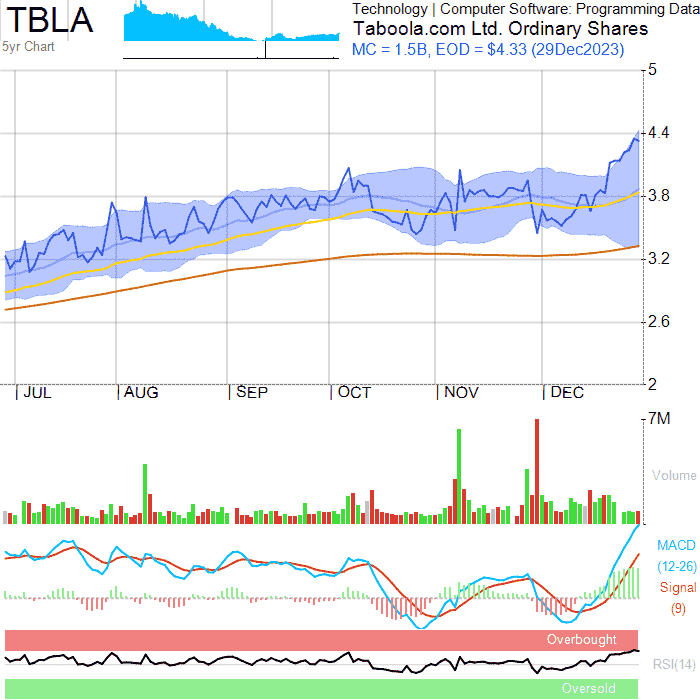 TBLA
5yr Chart
Technology | Computer Software: Programming Data
Taboola.com Ltd. Ordinary Shares
MC = 1.5B, EOD = $4.33 (29Dec2023)
5
4.4
3.8
3.2
2.6
2
JUL AUG SEP OCT NOV DEC
7M
Volume
MACD
(12-26)
Signal
(9)
Overbought
RSI(14)
Oversold